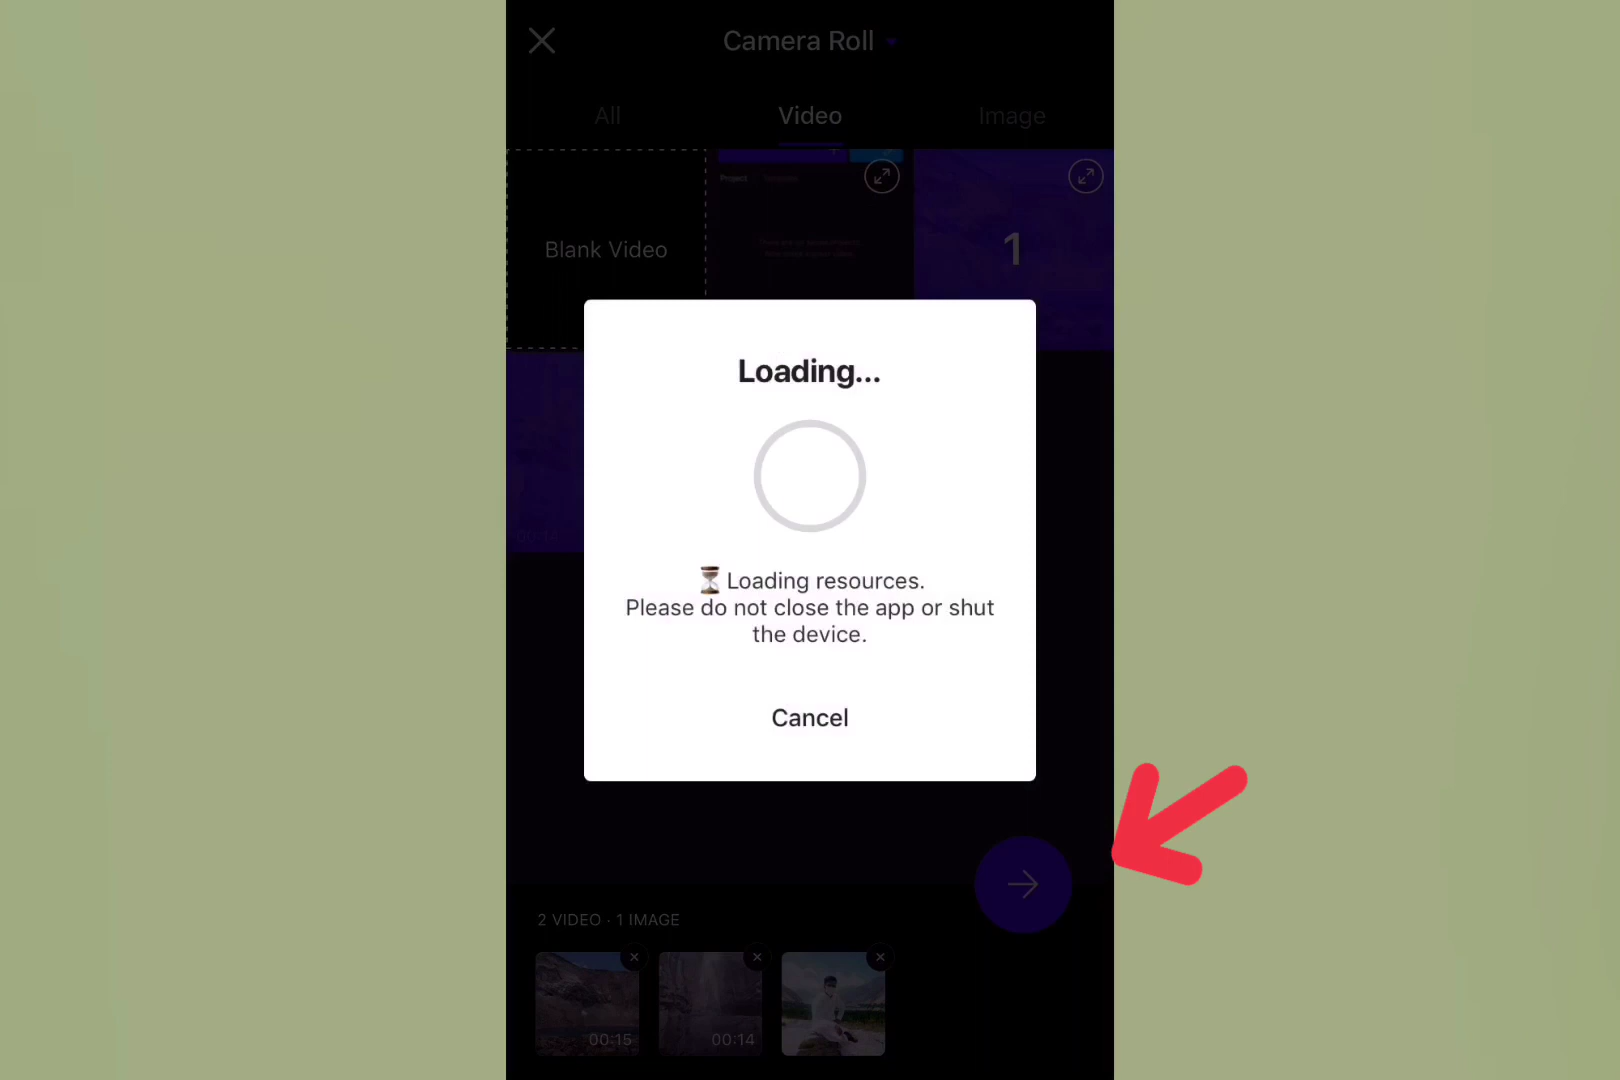 Camera Roll
All
Video
Image
Project
Blank Video
1
Loading...
⏳Loading resources.
Please do not close the app or shut
the device.
Cancel
2 VIDEO · 1 IMAGE
00:15
00:14